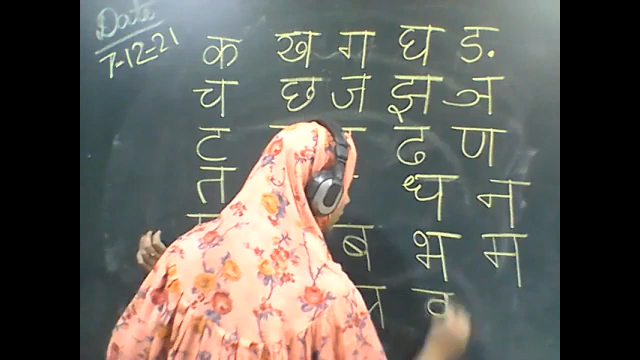 Date
7-12-21
क ख ग घ ङ
च छ ज झ ञ
ट ढ ण
त ध न
ब भ म
व